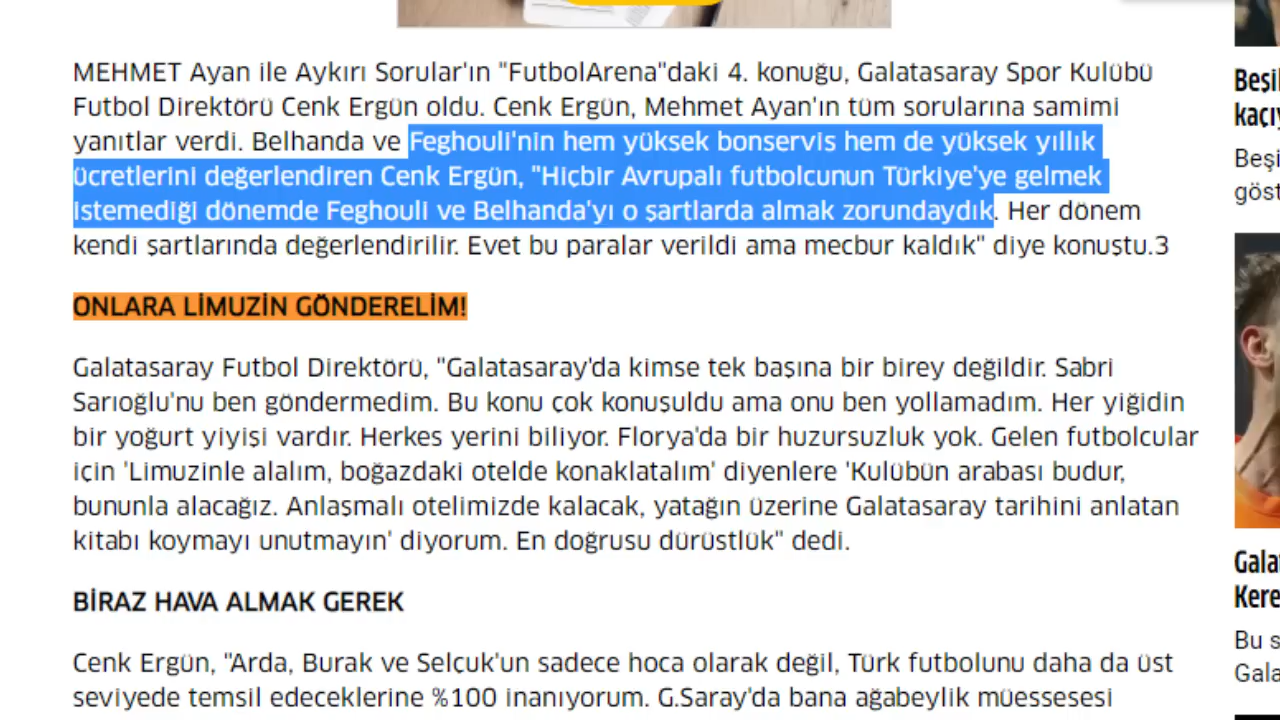 MEHMET Ayan ile Aykırı Sorular'ın "FutbolArena"daki 4. konuğu, Galatasaray Spor Kulübü
Futbol Direktörü Cenk Ergün oldu. Cenk Ergün, Mehmet Ayan'ın tüm sorularına samimi
yanıtlar verdi. Belhanda ve Feghouli'nin hem yüksek bonservis hem de yüksek yıllık
ücretlerini değerlendiren Cenk Ergün, "Hiçbir Avrupalı futbolcunun Türkiye'ye gelmek
istemediği dönemde Feghouli ve Belhanda'yı o şartlarda almak zorundaydık. Her dönem
kendi şartlarında değerlendirilir. Evet bu paralar verildi ama mecbur kaldık" diye konuştu.3
ONLARA LİMUZİN GÖNDERELİM!
Galatasaray Futbol Direktörü, "Galatasaray'da kimse tek başına bir birey değildir. Sabri
Sarıoğlu'nu ben göndermedim. Bu konu çok konuşuldu ama onu ben yollamadım. Her yiğidin
bir yoğurt yiyişi vardır. Herkes yerini biliyor. Florya'da bir huzursuzluk yok. Gelen futbolcular
için 'Limuzinle alalım, boğazdaki otelde konaklatalım' diyenlere 'Kulübün arabası budur,
bununla alacağız. Anlaşmalı otelimizde kalacak, yatağın üzerine Galatasaray tarihini anlatan
kitabı koymayı unutmayın' diyorum. En doğrusu dürüstlük" dedi.
BİRAZ HAVA ALMAK GEREK
Cenk Ergün, "Arda, Burak ve Selçuk'un sadece hoca olarak değil, Türk futbolunu daha da üst
seviyede temsil edeceklerine %100 inanıyorum. G.Saray'da bana ağabeylik müessesesi
Beşi
kaçı
Beşi
göst
Gala
Kere
Bu s
Gala